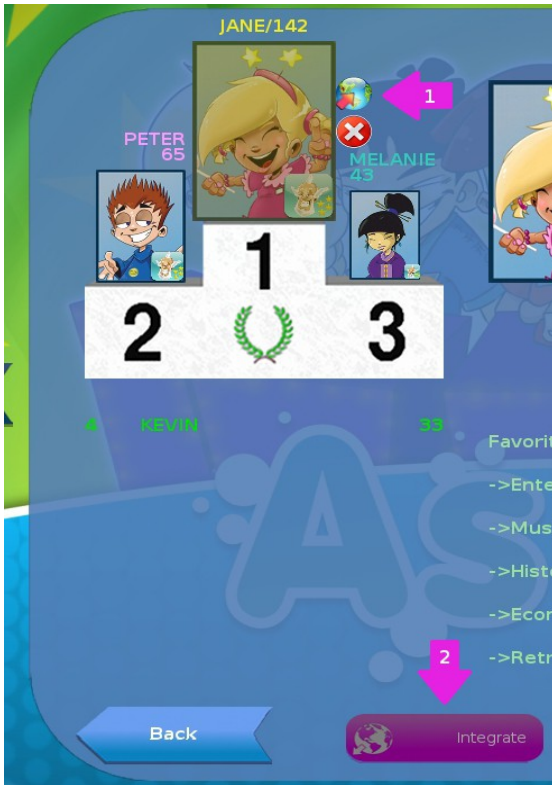 JANE/142
1
PETER
65
MELANIE
43
1
2
3
4 KEVIN 33
As
Favorit
->Ente
->Mus
->Histo
->Econ
->Retr
2
Back
Integrate